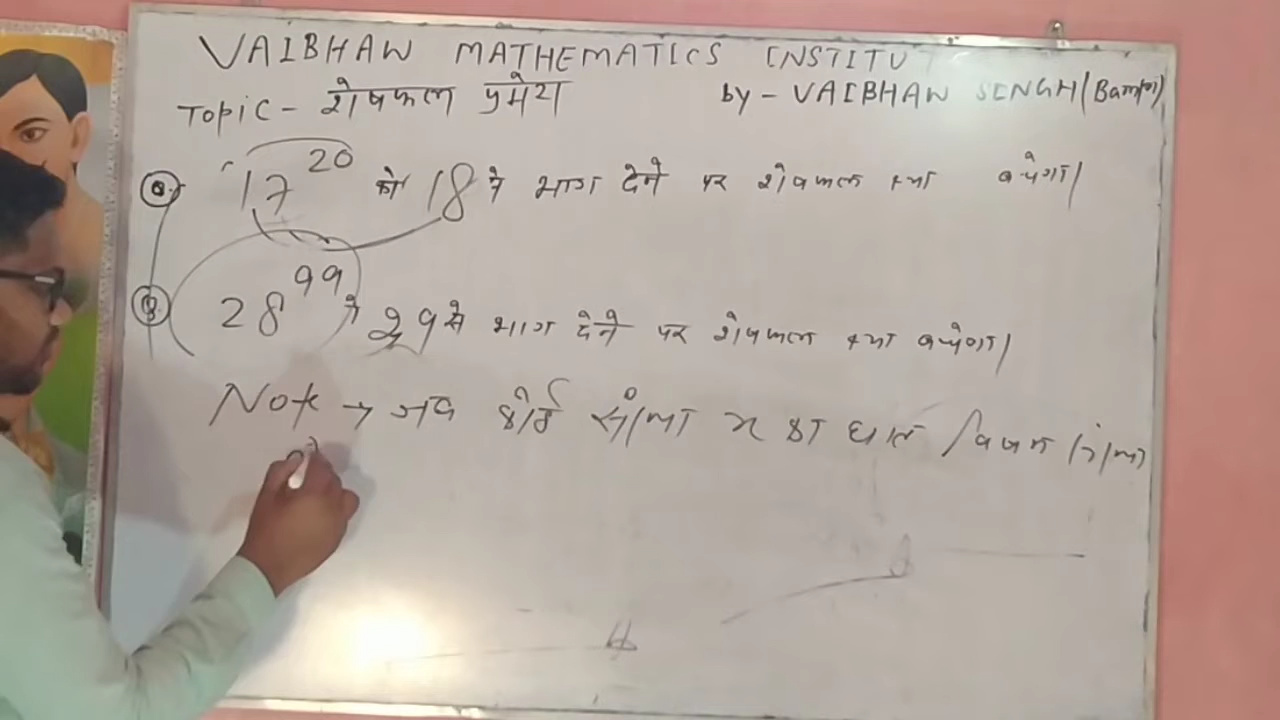 VAIBHAW MATHEMATICS INSTITU
Topic - शेषफल प्रमेय by - VAIBHAW SINGH
Q. 17^20 को 18 से भाग देने पर शेषफल क्या बचेगा।
Q. 28^99 में 29 से भाग देने पर शेषफल क्या बचेगा।
Note → जब कोई संख्या का घात विषम